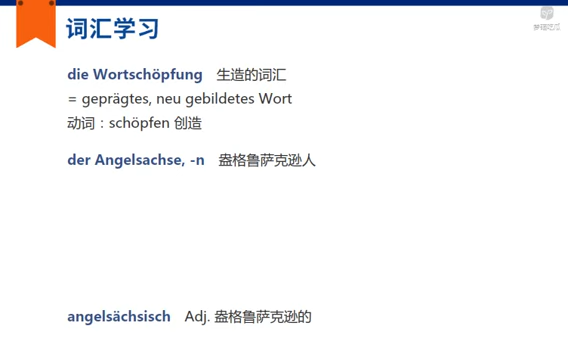 词汇学习
die Wortschöpfung 生造的词汇
= geprägtes, neu gebildetes Wort
动词：schöpfen 创造
der Angelsachse, -n 盎格鲁萨克逊人
angelsächsisch Adj. 盎格鲁萨克逊的